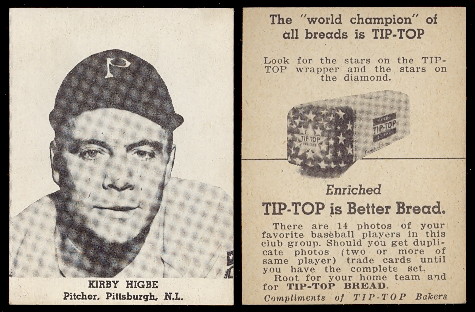 P
KIRBY HIGBE
Pitcher, Pittsburgh, N.L.
The "world champion" of
all breads is TIP-TOP
Look for the stars on the TIP-
TOP wrapper and the stars on
the diamond.
TIP-TOP
TIP-TOP
Enriched
TIP-TOP is Better Bread.
There are 14 photos of your
favorite baseball players in this
club group. Should you get dupli-
cate photos (two or more of
same player) trade cards until
you have the complete set.
Root for your home team and
for TIP-TOP BREAD.
Compliments of TIP-TOP Bakers